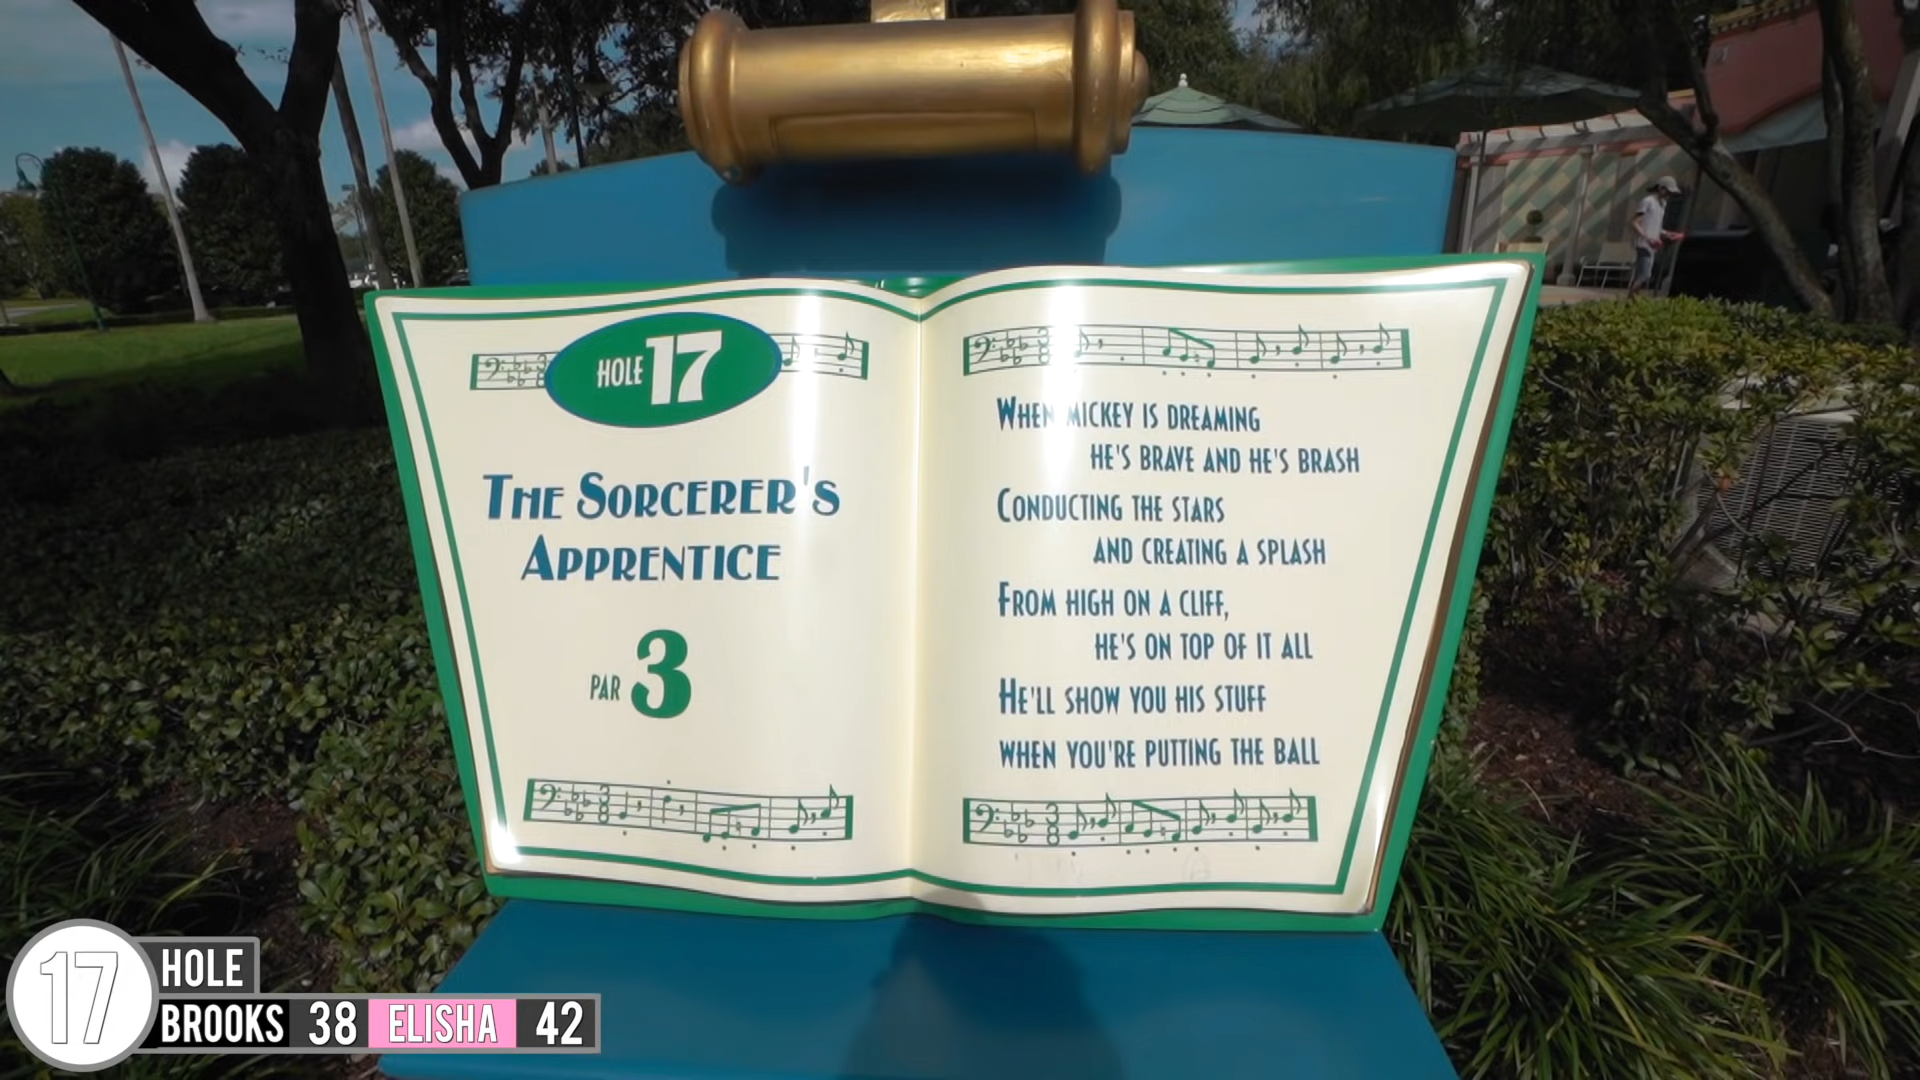 HOLE 17
THE SORCERER'S
APPRENTICE
PAR 3
WHEN MICKEY IS DREAMING
HE'S BRAVE AND HE'S BRASH
CONDUCTING THE STARS
AND CREATING A SPLASH
FROM HIGH ON A CLIFF,
HE'S ON TOP OF IT ALL
HE'LL SHOW YOU HIS STUFF
WHEN YOU'RE PUTTING THE BALL
17 HOLE
BROOKS 38 ELISHA 42